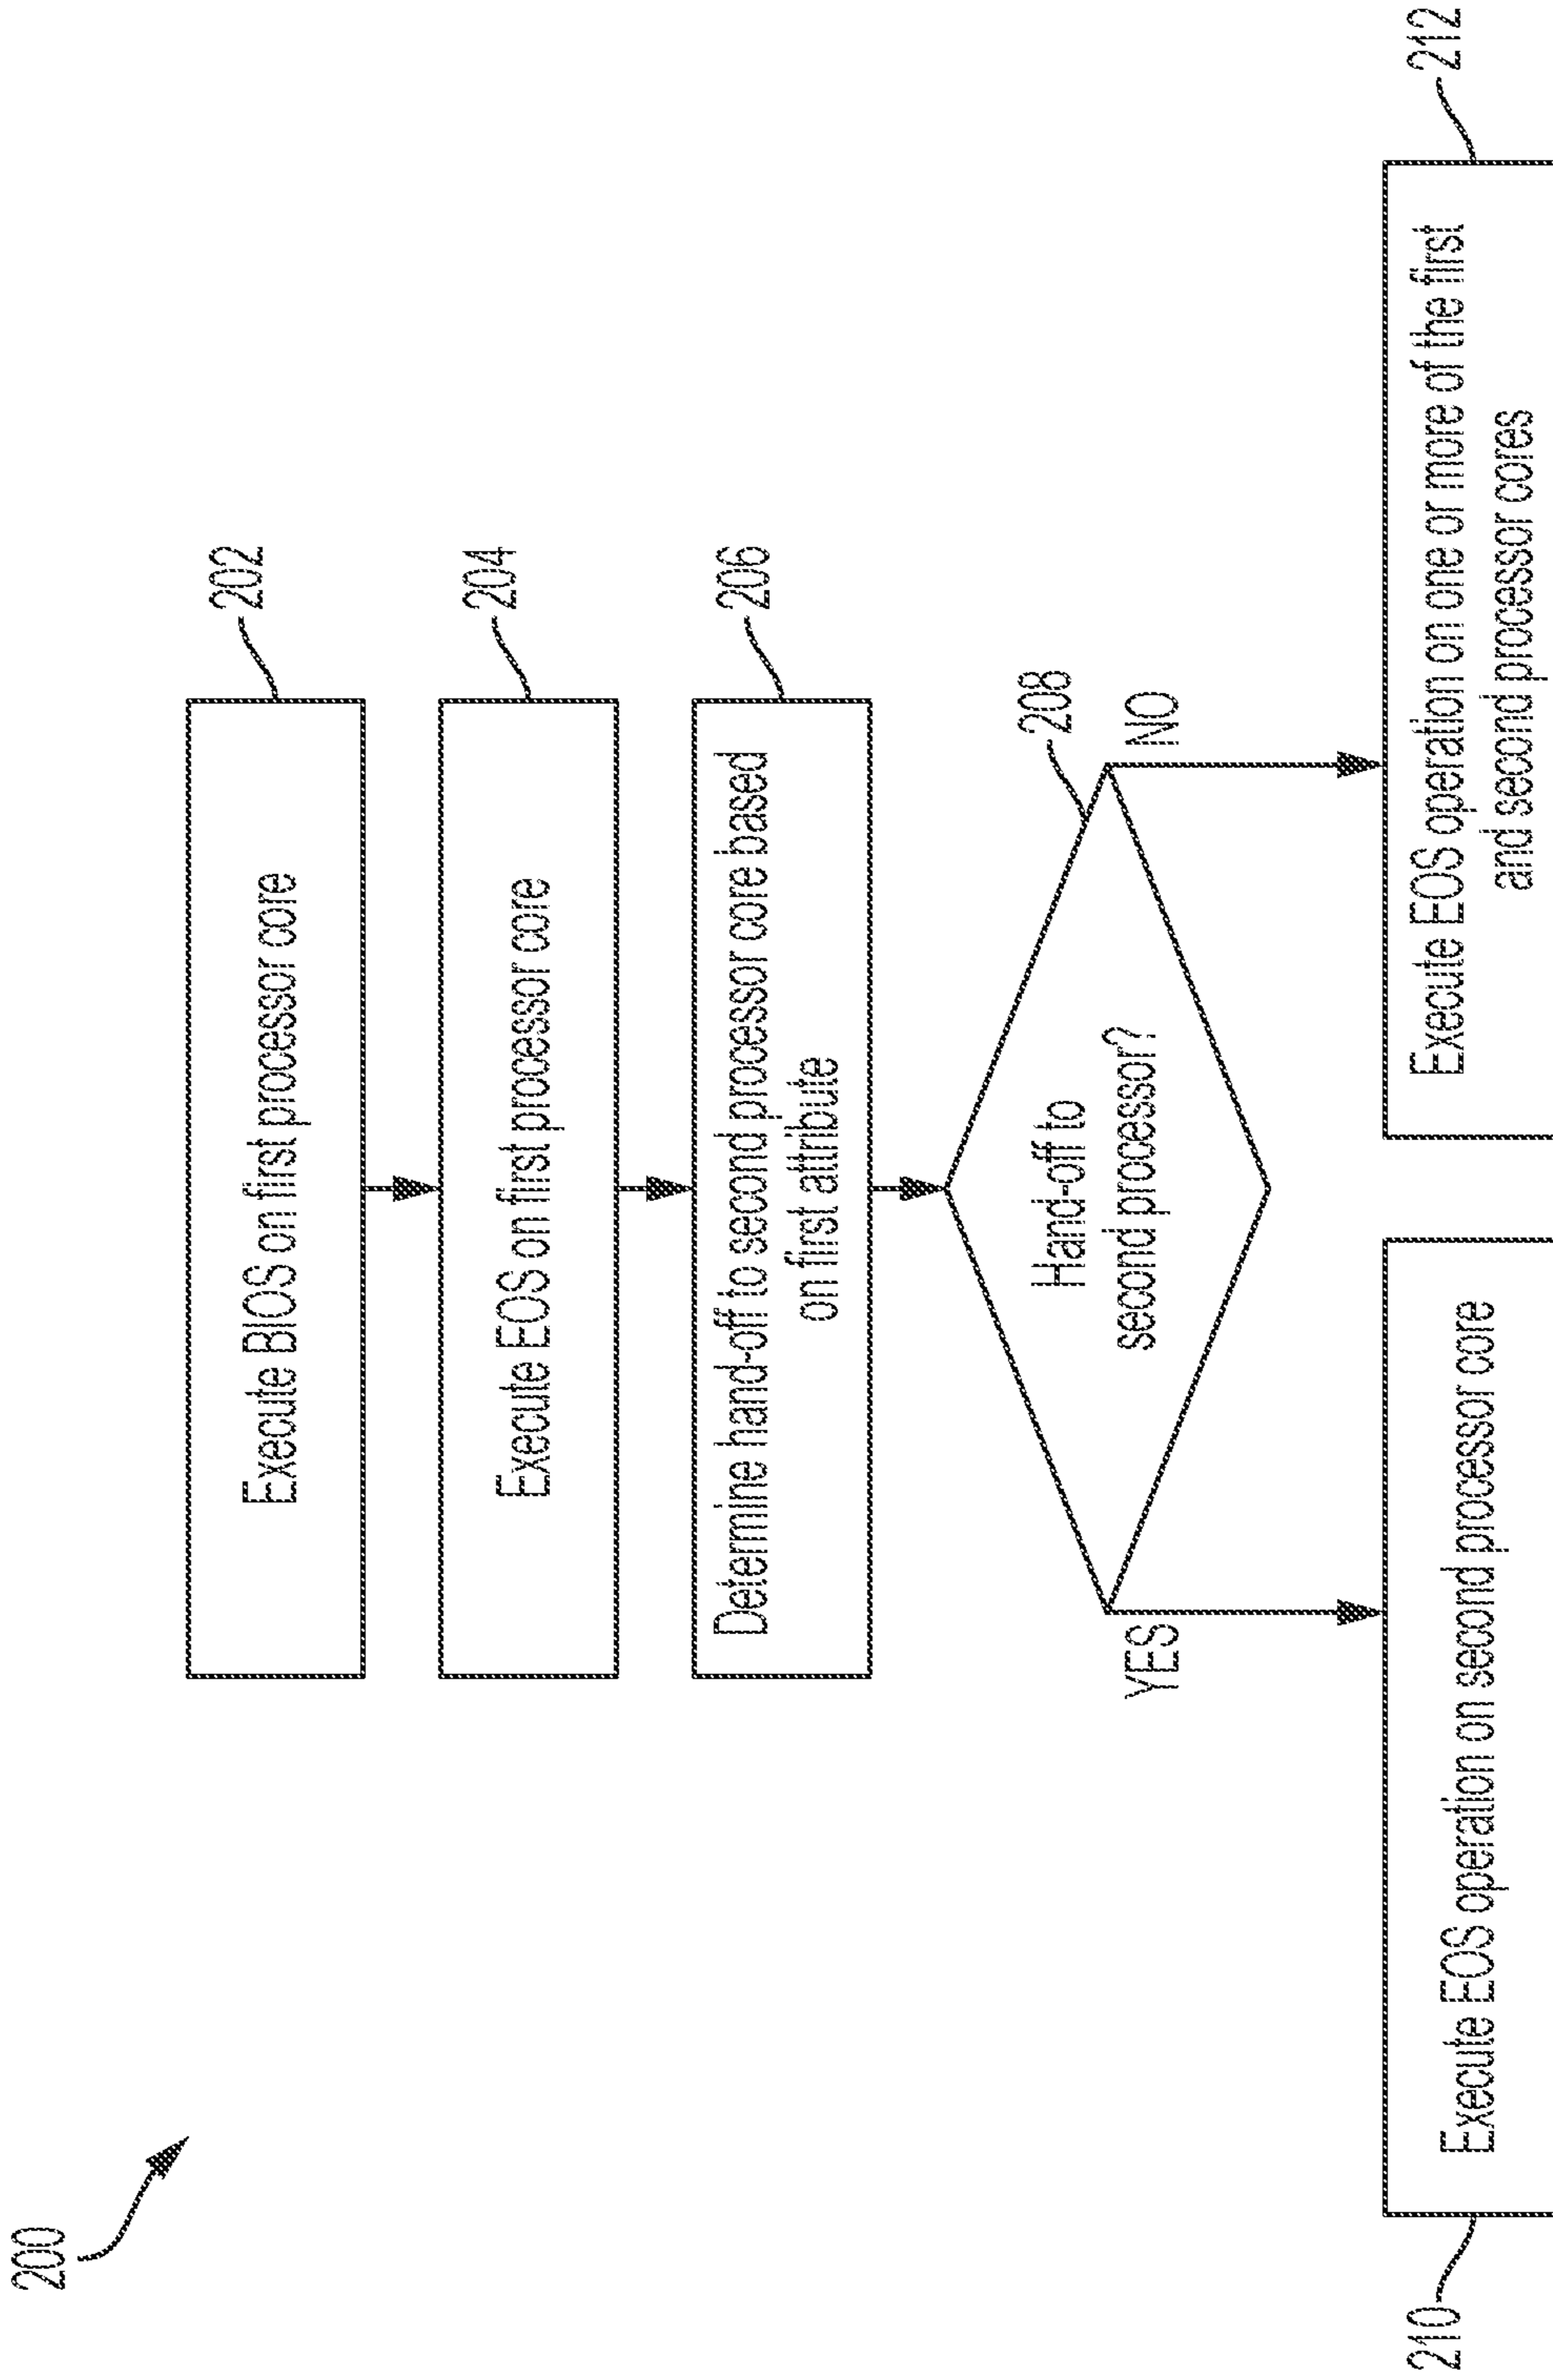 200
Execute BIOS on first processor core
202
Execute EOS on first processor core
204
Determine hand-off to second processor core based
on first attribute
206
Hand-off to
second processor?
208
YES
NO
Execute EOS operation on second processor core
210
Execute EOS operation on one or more of the first
and second processor cores
212